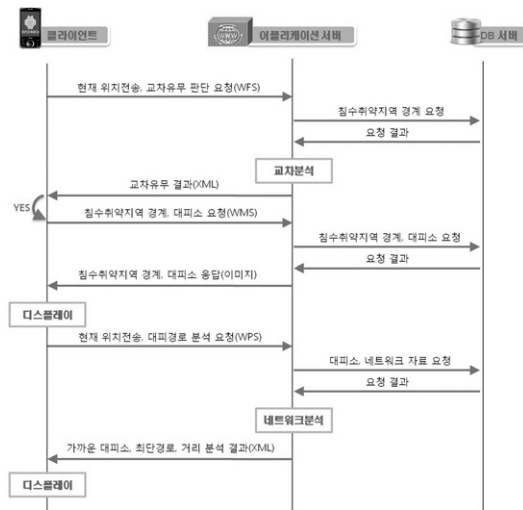 클라이언트
어플리케이션 서버
DB 서버
현재 위치전송, 교차유무 판단 요청(WFS)
침수취약지역 경계 요청
요청 결과
교차분석
교차유무 결과(XML)
YES
침수취약지역 경계, 대피소 요청(WMS)
침수취약지역 경계, 대피소 요청
요청 결과
침수취약지역 경계, 대피소 응답(이미지)
디스플레이
현재 위치전송, 대피경로 분석 요청(WPS)
대피소, 네트워크 자료 요청
요청 결과
네트워크분석
가까운 대피소, 최단경로, 거리 분석 결과(XML)
디스플레이